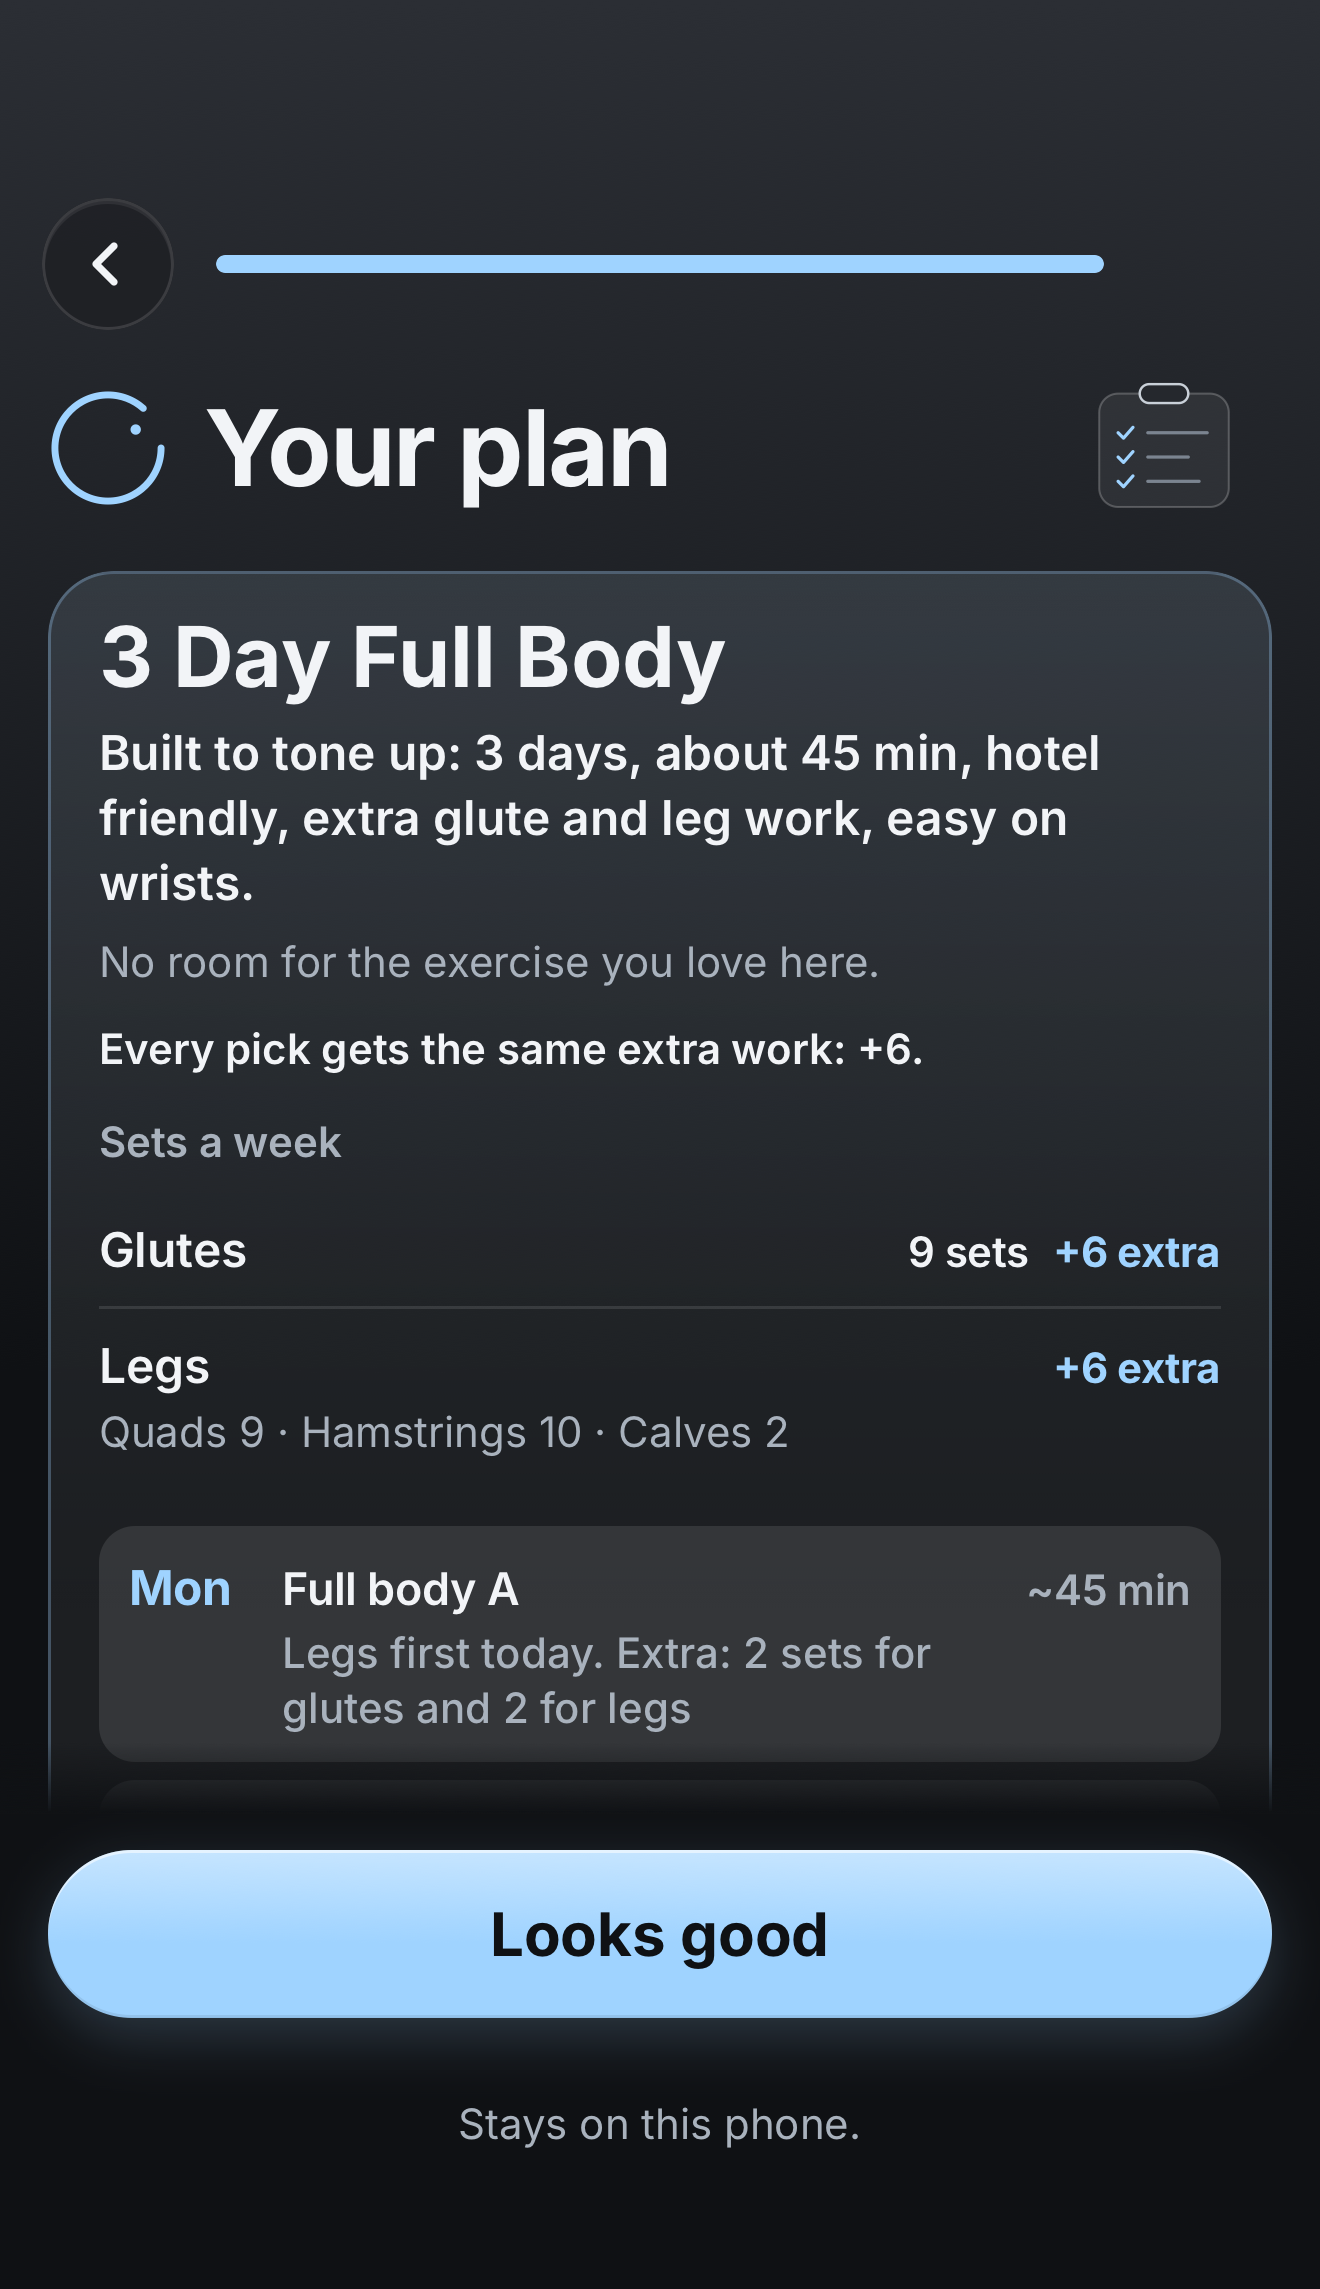 Your plan
3 Day Full Body
Built to tone up: 3 days, about 45 min, hotel
friendly, extra glute and leg work, easy on
wrists.
No room for the exercise you love here.
Every pick gets the same extra work: +6.
Sets a week
Glutes 9 sets +6 extra
Legs +6 extra
Quads 9 · Hamstrings 10 · Calves 2
Mon Full body A ~45 min
Legs first today. Extra: 2 sets for
glutes and 2 for legs
Looks good
Stays on this phone.